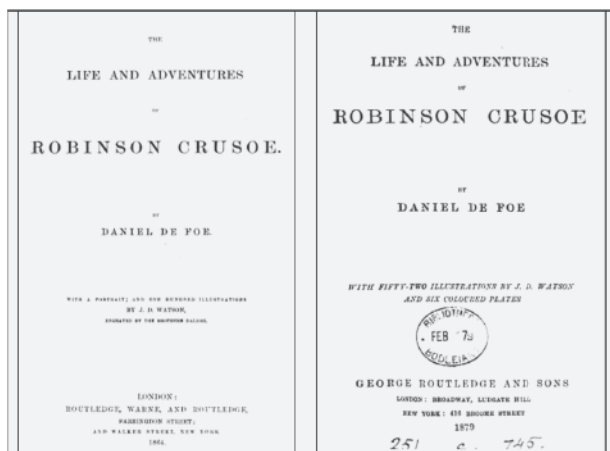 THE
LIFE AND ADVENTURES
OF
ROBINSON CRUSOE.
BY
DANIEL DE FOE.
WITH A PORTRAIT; AND ONE HUNDRED ILLUSTRATIONS
BY J. D. WATSON,
ENGRAVED BY THE BROTHERS DALZIEL.
LONDON:
ROUTLEDGE, WARNE, AND ROUTLEDGE,
FARRINGDON STREET;
AND WALKER STREET, NEW YORK.
1864.
THE
LIFE AND ADVENTURES
OF
ROBINSON CRUSOE
BY
DANIEL DE FOE
WITH FIFTY-TWO ILLUSTRATIONS BY J. D. WATSON
AND SIX COLOURED PLATES
BIBLIOTHE
FEB 79
BODLEIAN
GEORGE ROUTLEDGE AND SONS
LONDON: BROADWAY, LUDGATE HILL
NEW YORK: 416 BROOME STREET
1879
251 c. 745.